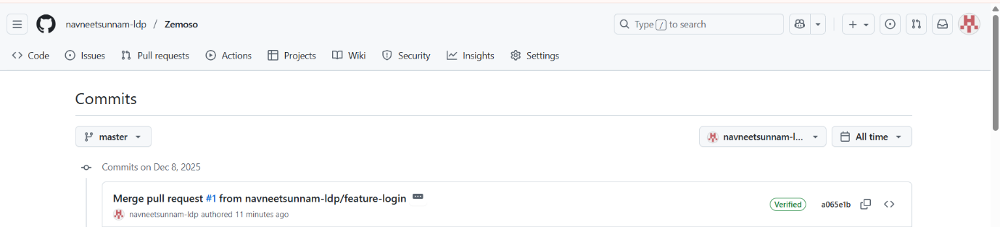 navneetsunnam-ldp / Zemoso Type / to search
Code Issues Pull requests Actions Projects Wiki Security Insights Settings
Commits
master navneetsunnam-l... All time
Commits on Dec 8, 2025
Merge pull request #1 from navneetsunnam-ldp/feature-login
Verified a065e1b
navneetsunnam-ldp authored 11 minutes ago